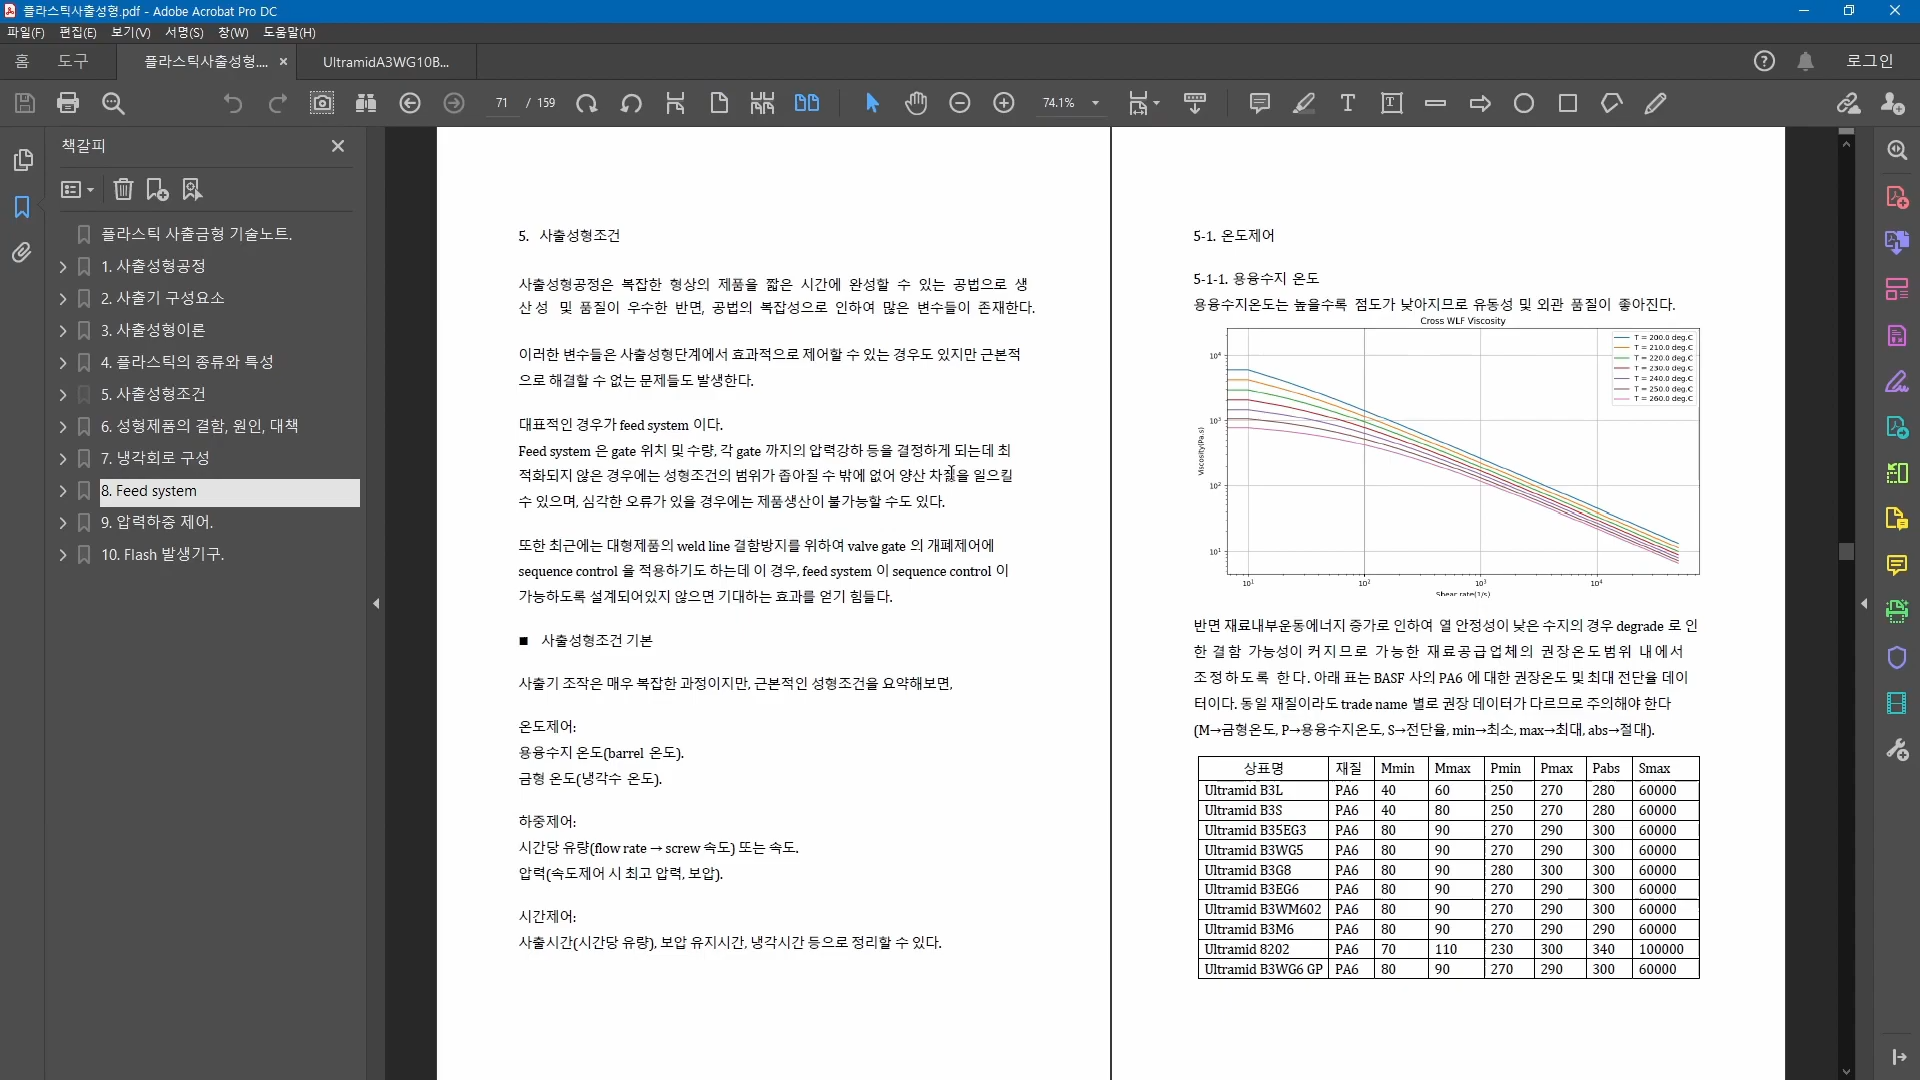 플라스틱사출성형.pdf - Adobe Acrobat Pro DC
파일(F) 편집(E) 보기(V) 서명(S) 창(W) 도움말(H)
홈 도구 플라스틱사출성형.... × UltramidA3WG10B... 로그인
71 / 159 74.1%
책갈피
플라스틱 사출금형 기술노트.
1. 사출성형공정
2. 사출기 구성요소
3. 사출성형이론
4. 플라스틱의 종류와 특성
5. 사출성형조건
6. 성형제품의 결함, 원인, 대책
7. 냉각회로 구성
8. Feed system
9. 압력하중 제어.
10. Flash 발생기구.
5. 사출성형조건
사출성형공정은 복잡한 형상의 제품을 짧은 시간에 완성할 수 있는 공법으로 생
산성 및 품질이 우수한 반면, 공법의 복잡성으로 인하여 많은 변수들이 존재한다.
이러한 변수들은 사출성형단계에서 효과적으로 제어할 수 있는 경우도 있지만 근본적
으로 해결할 수 없는 문제들도 발생한다.
대표적인 경우가 feed system 이다.
Feed system 은 gate 위치 및 수량, 각 gate 까지의 압력강하 등을 결정하게 되는데 최
적화되지 않은 경우에는 성형조건의 범위가 좁아질 수 밖에 없어 양산 차질을 일으킬
수 있으며, 심각한 오류가 있을 경우에는 제품생산이 불가능할 수도 있다.
또한 최근에는 대형제품의 weld line 결함방지를 위하여 valve gate 의 개폐제어에
sequence control 을 적용하기도 하는데 이 경우, feed system 이 sequence control 이
가능하도록 설계되어있지 않으면 기대하는 효과를 얻기 힘들다.
■ 사출성형조건 기본
사출기 조작은 매우 복잡한 과정이지만, 근본적인 성형조건을 요약해보면,
온도제어:
용융수지 온도(barrel 온도).
금형 온도(냉각수 온도).
하중제어:
시간당 유량(flow rate → screw 속도) 또는 속도.
압력(속도제어 시 최고 압력, 보압).
시간제어:
사출시간(시간당 유량), 보압 유지시간, 냉각시간 등으로 정리할 수 있다.
5-1. 온도제어
5-1-1. 용융수지 온도
용융수지온도는 높을수록 점도가 낮아지므로 유동성 및 외관 품질이 좋아진다.
Cross WLF Viscosity
T = 200.0 deg.C
T = 210.0 deg.C
T = 220.0 deg.C
T = 230.0 deg.C
T = 240.0 deg.C
T = 250.0 deg.C
T = 260.0 deg.C
10⁴
10³
10²
10¹
Viscosity(Pa.s)
10¹ 10² 10³ 10⁴
Shear rate(1/s)
반면 재료내부운동에너지 증가로 인하여 열 안정성이 낮은 수지의 경우 degrade 로 인
한 결함 가능성이 커지므로 가능한 재료공급업체의 권장온도범위 내에서
조정하도록 한다. 아래 표는 BASF 사의 PA6 에 대한 권장온도 및 최대 전단율 데이
터이다. 동일 재질이라도 trade name 별로 권장 데이터가 다르므로 주의해야 한다
(M→금형온도, P→용융수지온도, S→전단율, min→최소, max→최대, abs→절대).
상표명 재질 Mmin Mmax Pmin Pmax Pabs Smax
Ultramid B3L PA6 40 60 250 270 280 60000
Ultramid B3S PA6 40 80 250 270 280 60000
Ultramid B35EG3 PA6 80 90 270 290 300 60000
Ultramid B3WG5 PA6 80 90 270 290 300 60000
Ultramid B3G8 PA6 80 90 280 300 300 60000
Ultramid B3EG6 PA6 80 90 270 290 300 60000
Ultramid B3WM602 PA6 80 90 270 290 300 60000
Ultramid B3M6 PA6 80 90 270 290 290 60000
Ultramid 8202 PA6 70 110 230 300 340 100000
Ultramid B3WG6 GP PA6 80 90 270 290 300 60000